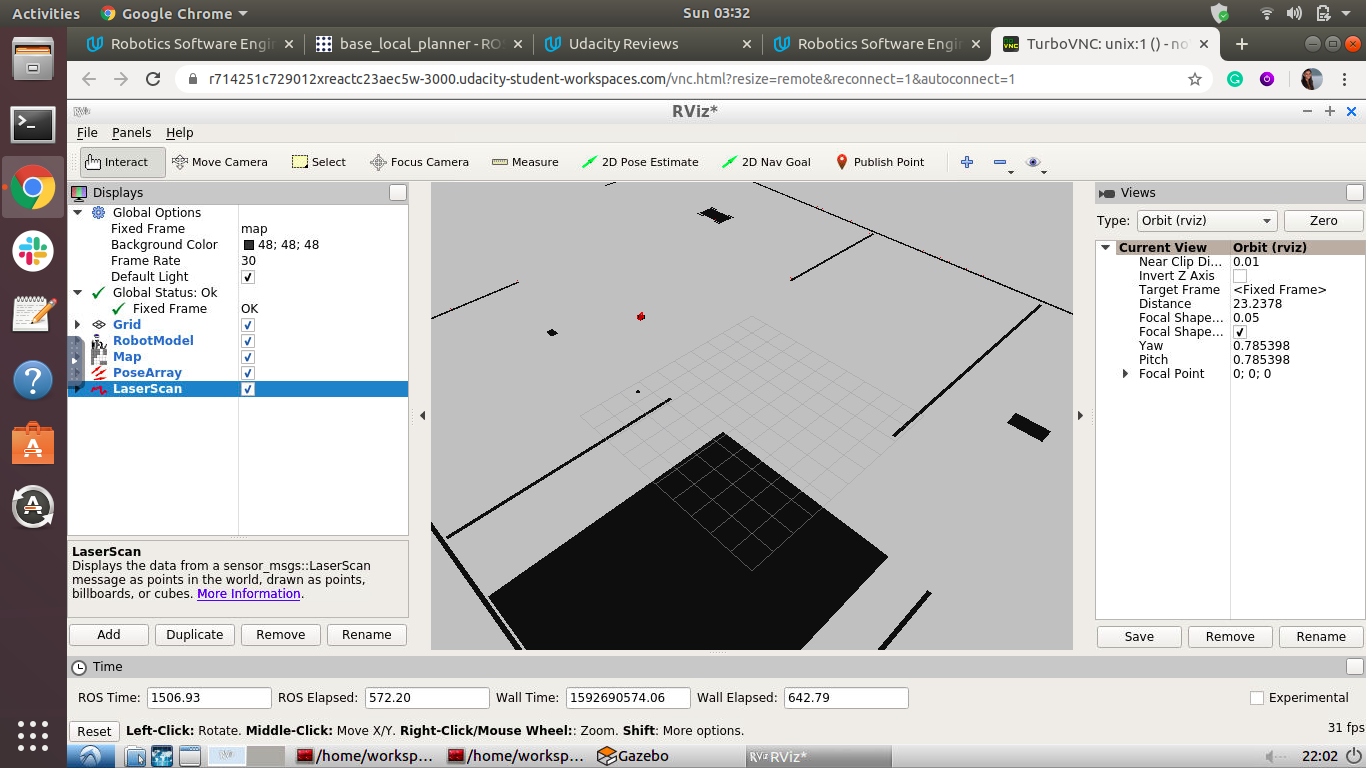 Activities Google Chrome Sun 03:32
Robotics Software Engi base_local_planner - RO Udacity Reviews Robotics Software Engi TurboVNC: unix:1 () - no
r714251c729012xreactc23aec5w-3000.udacity-student-workspaces.com/vnc.html?resize=remote&reconnect=1&autoconnect=1
RViz*
File Panels Help
Interact Move Camera Select Focus Camera Measure 2D Pose Estimate 2D Nav Goal Publish Point
Displays
Global Options
Fixed Frame map
Background Color 48; 48; 48
Frame Rate 30
Default Light
Global Status: Ok
Fixed Frame OK
Grid
RobotModel
Map
PoseArray
LaserScan
LaserScan
Displays the data from a sensor_msgs::LaserScan
message as points in the world, drawn as points,
billboards, or cubes. More Information.
Add Duplicate Remove Rename
Views
Type: Orbit (rviz) Zero
Current View Orbit (rviz)
Near Clip Di... 0.01
Invert Z Axis
Target Frame <Fixed Frame>
Distance 23.2378
Focal Shape... 0.05
Focal Shape...
Yaw 0.785398
Pitch 0.785398
Focal Point 0; 0; 0
Save Remove Rename
Time
ROS Time: 1506.93 ROS Elapsed: 572.20 Wall Time: 1592690574.06 Wall Elapsed: 642.79 Experimental
Reset Left-Click: Rotate. Middle-Click: Move X/Y. Right-Click/Mouse Wheel:: Zoom. Shift: More options. 31 fps
/home/worksp... /home/worksp... Gazebo RViz* 22:02